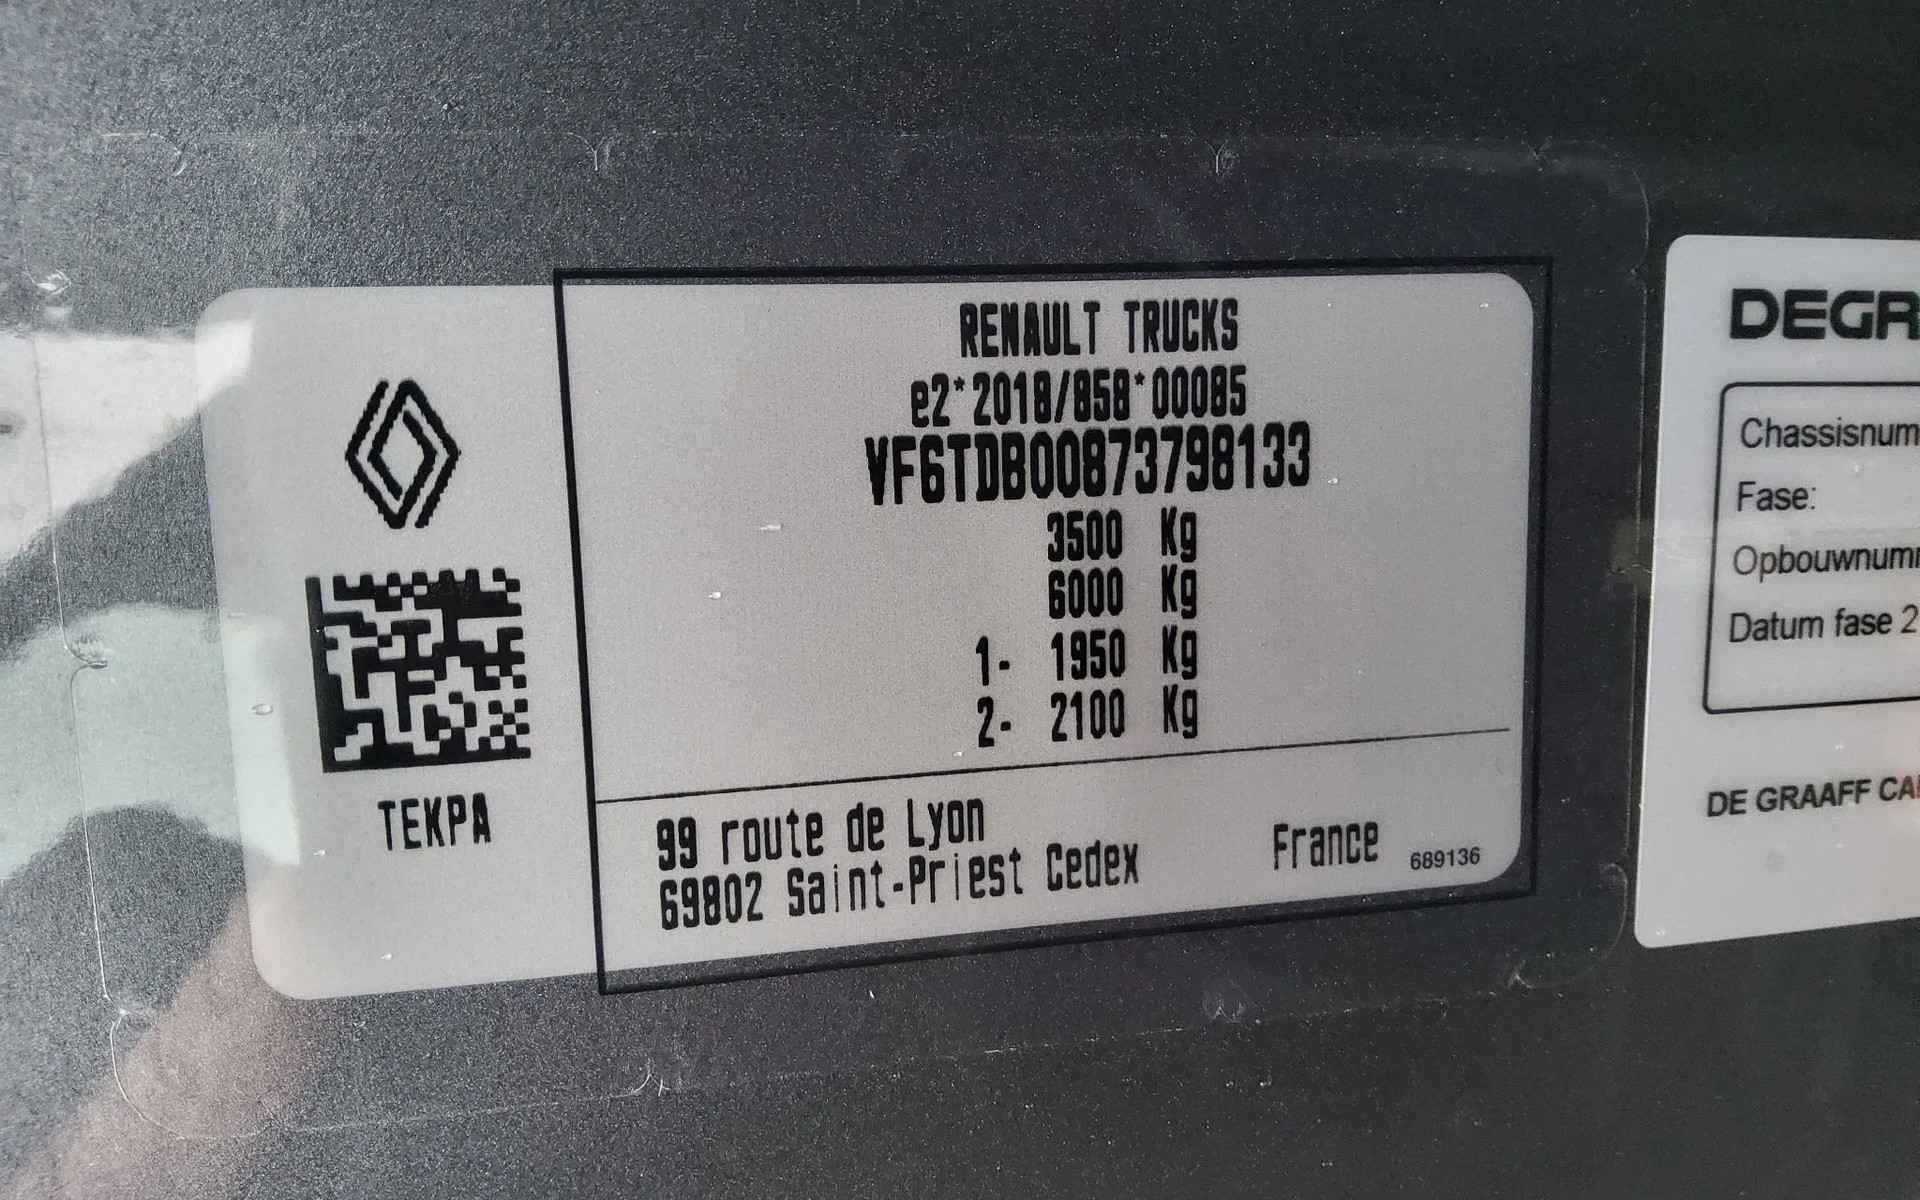 RENAULT TRUCKS
e2*2018/858*00085
VF6TDB00873798133
3500 Kg
6000 Kg
1- 1950 Kg
2- 2100 Kg
TEKPA
99 route de Lyon
69802 Saint-Priest Cedex France 689136
DEGR
Chassisnum
Fase:
Opbouwnum
Datum fase 2
DE GRAAFF CA